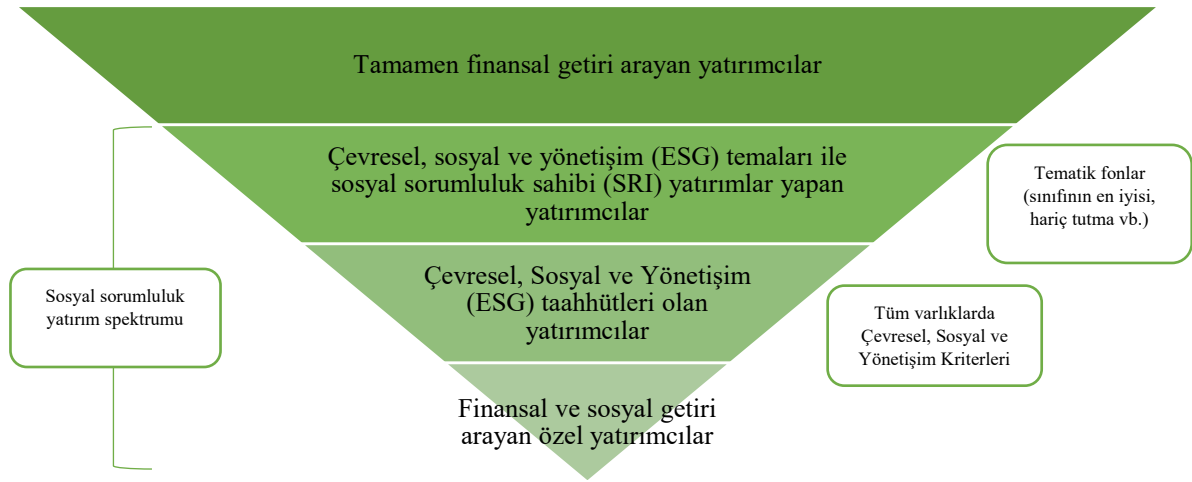 Tamamen finansal getiri arayan yatırımcılar
Çevresel, sosyal ve yönetişim (ESG) temaları ile
sosyal sorumluluk sahibi (SRI) yatırımlar yapan
yatırımcılar
Tematik fonlar
(sınıfının en iyisi,
hariç tutma vb.)
Çevresel, Sosyal ve Yönetişim
(ESG) taahhütleri olan
yatırımcılar
Sosyal sorumluluk
yatırım spektrumu
Tüm varlıklarda
Çevresel, Sosyal ve
Yönetişim Kriterleri
Finansal ve sosyal getiri
arayan özel yatırımcılar